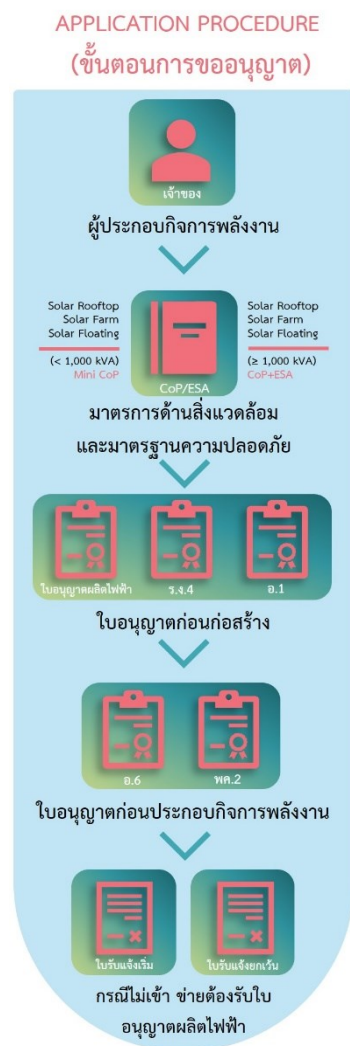 APPLICATION PROCEDURE
(ขั้นตอนการขออนุญาต)
เจ้าของ
ผู้ประกอบกิจการพลังงาน
Solar Rooftop
Solar Farm
Solar Floating
(< 1,000 kVA)
Mini CoP
CoP/ESA
Solar Rooftop
Solar Farm
Solar Floating
(≥ 1,000 kVA)
CoP+ESA
มาตรการด้านสิ่งแวดล้อม
และมาตรฐานความปลอดภัย
ใบอนุญาตผลิตไฟฟ้า
ร.ง.4
อ.1
ใบอนุญาตก่อนก่อสร้าง
อ.6
พค.2
ใบอนุญาตก่อนประกอบกิจการพลังงาน
ใบรับแจ้งเริ่ม
ใบรับแจ้งยกเว้น
กรณีไม่เข้า ข่ายต้องรับใบ
อนุญาตผลิตไฟฟ้า